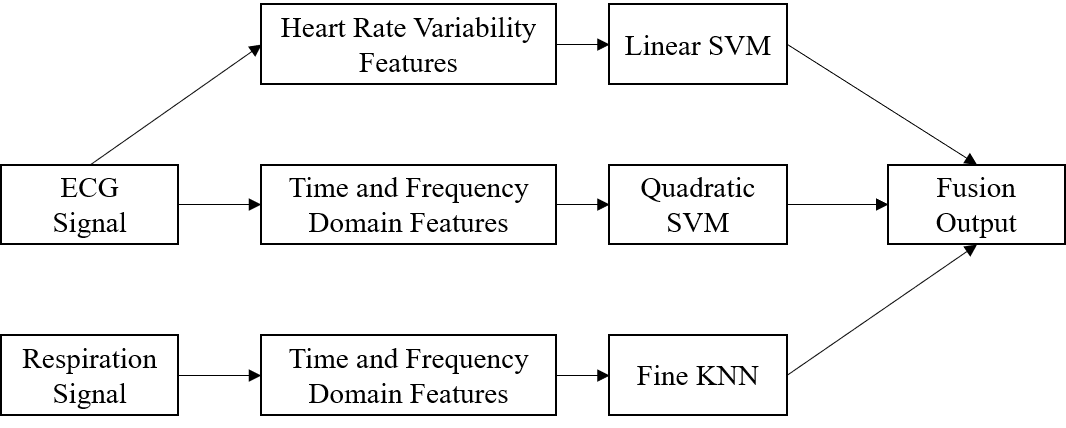 Heart Rate Variability
Features
Linear SVM
ECG
Signal
Time and Frequency
Domain Features
Quadratic
SVM
Fusion
Output
Respiration
Signal
Time and Frequency
Domain Features
Fine KNN